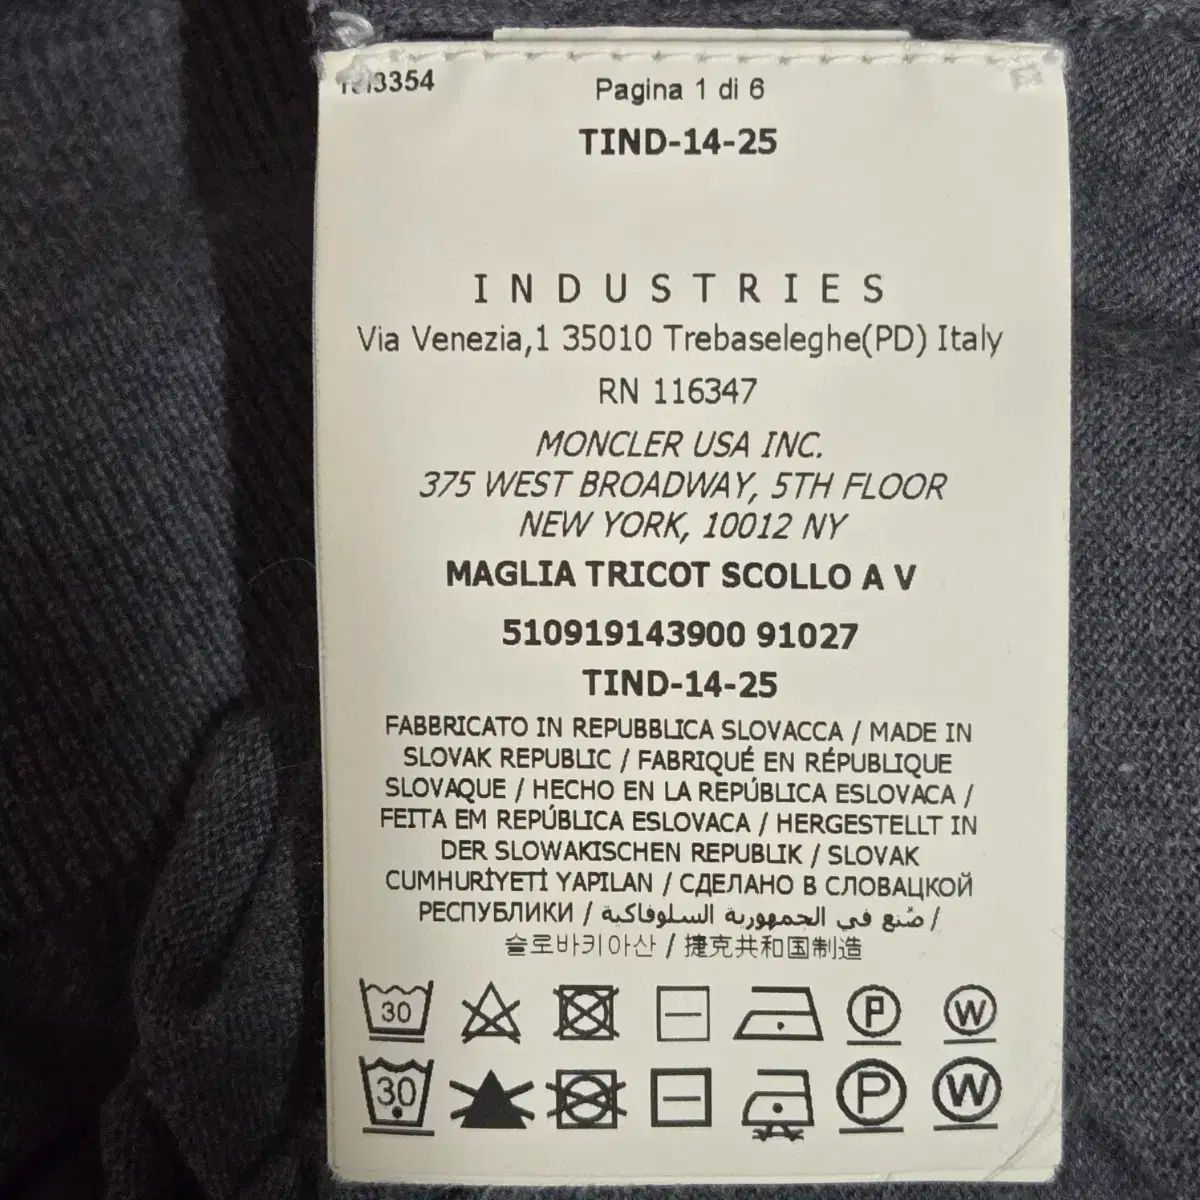 Pagina 1 di 6
TIND-14-25
INDUSTRIES
Via Venezia,1 35010 Trebaseleghe(PD) Italy
RN 116347
MONCLER USA INC.
375 WEST BROADWAY, 5TH FLOOR
NEW YORK, 10012 NY
MAGLIA TRICOT SCOLLO A V
510919143900 91027
TIND-14-25
FABBRICATO IN REPUBBLICA SLOVACCA / MADE IN
SLOVAK REPUBLIC / FABRIQUÉ EN RÉPUBLIQUE
SLOVAQUE / HECHO EN LA REPÚBLICA ESLOVACA /
FEITA EM REPÚBLICA ESLOVACA / HERGESTELLT IN
DER SLOWAKISCHEN REPUBLIK / SLOVAK
CUMHURİYETİ YAPILAN / СДЕЛАНО В СЛОВАЦКОЙ
РЕСПУБЛИКИ / صُنع في الجمهورية السلوفاكية /
슬로바키아산 / 捷克共和国制造
30 P W
30 P W